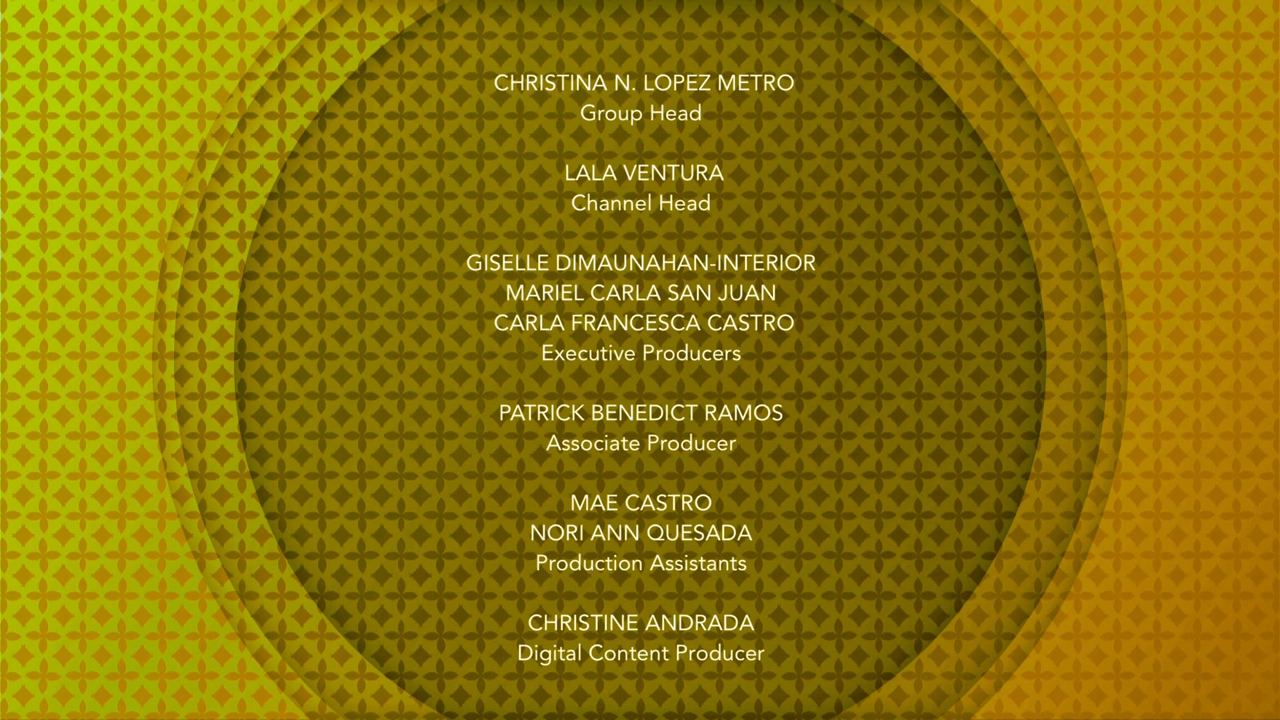 CHRISTINA N. LOPEZ METRO
Group Head
LALA VENTURA
Channel Head
GISELLE DIMAUNAHAN-INTERIOR
MARIEL CARLA SAN JUAN
CARLA FRANCESCA CASTRO
Executive Producers
PATRICK BENEDICT RAMOS
Associate Producer
MAE CASTRO
NORI ANN QUESADA
Production Assistants
CHRISTINE ANDRADA
Digital Content Producer